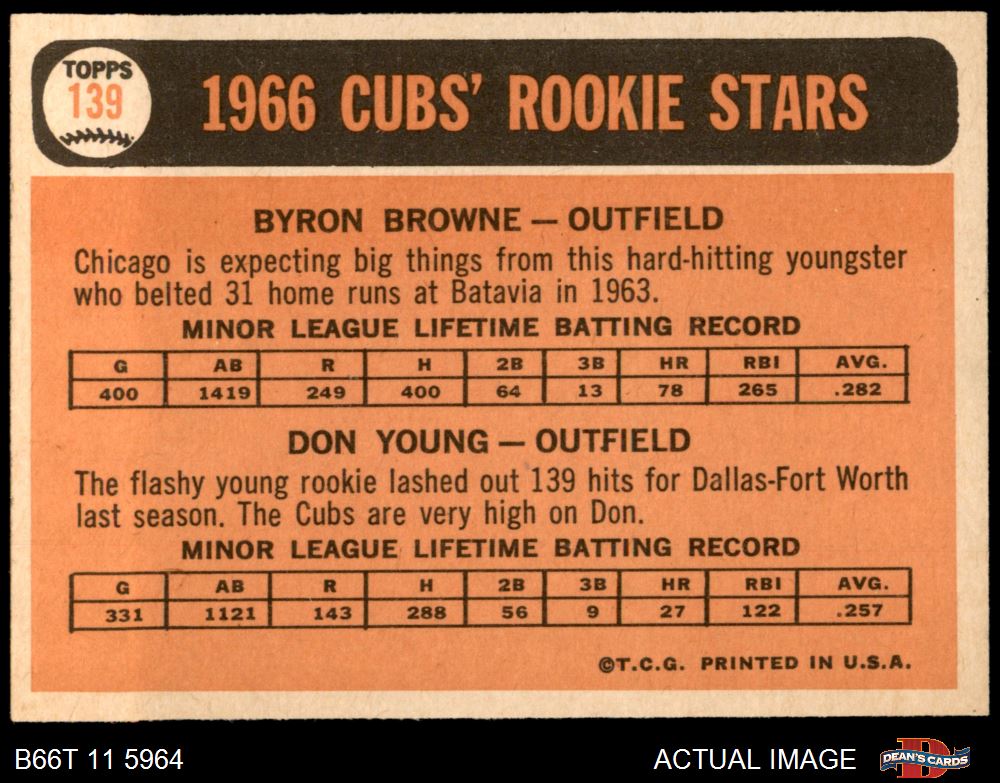 TOPPS
139
1966 CUBS' ROOKIE STARS
BYRON BROWNE — OUTFIELD
Chicago is expecting big things from this hard-hitting youngster
who belted 31 home runs at Batavia in 1963.
MINOR LEAGUE LIFETIME BATTING RECORD
G AB R H 2B 3B HR RBI AVG.
400 1419 249 400 64 13 78 265 .282
DON YOUNG — OUTFIELD
The flashy young rookie lashed out 139 hits for Dallas-Fort Worth
last season. The Cubs are very high on Don.
MINOR LEAGUE LIFETIME BATTING RECORD
G AB R H 2B 3B HR RBI AVG.
331 1121 143 288 56 9 27 122 .257
©T.C.G. PRINTED IN U.S.A.
B66T 11 5964 ACTUAL IMAGE DEAN'S CARDS